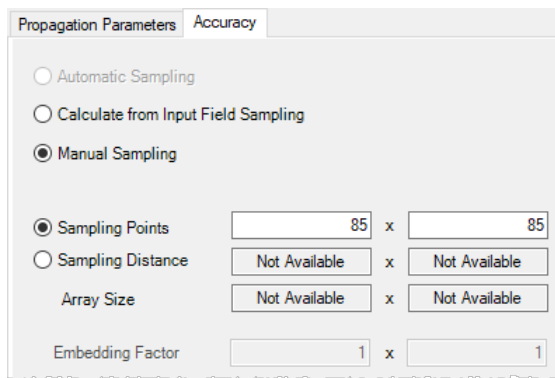 Propagation Parameters Accuracy
Automatic Sampling
Calculate from Input Field Sampling
Manual Sampling
Sampling Points 85 x 85
Sampling Distance Not Available x Not Available
Array Size Not Available x Not Available
Embedding Factor 1 x 1